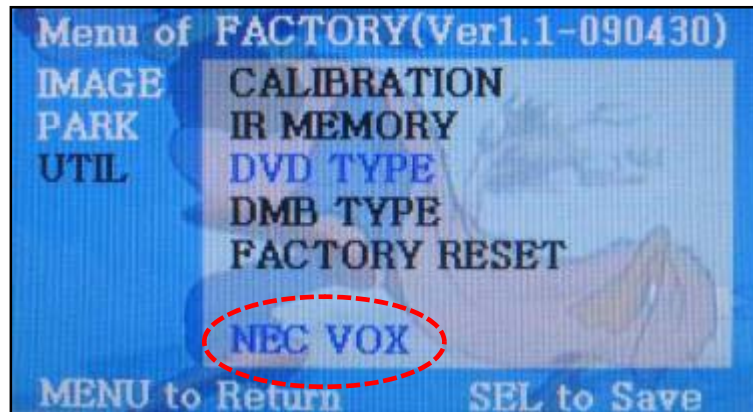 Menu of FACTORY(Ver1.1-090430)
IMAGE CALIBRATION
PARK IR MEMORY
UTIL DVD TYPE
DMB TYPE
FACTORY RESET
NEC VOX
MENU to Return SEL to Save